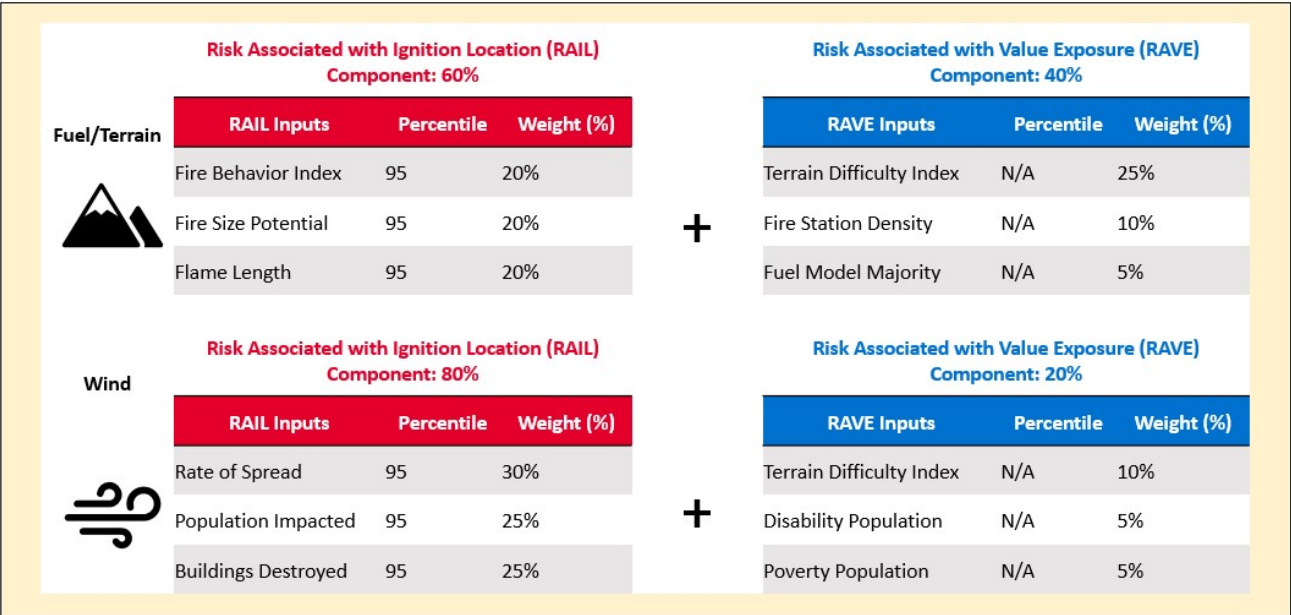 Risk Associated with Ignition Location (RAIL)
Component: 60%
Risk Associated with Value Exposure (RAVE)
Component: 40%
Fuel/Terrain
RAIL Inputs Percentile Weight (%)
Fire Behavior Index 95 20%
Fire Size Potential 95 20%
Flame Length 95 20%
+
RAVE Inputs Percentile Weight (%)
Terrain Difficulty Index N/A 25%
Fire Station Density N/A 10%
Fuel Model Majority N/A 5%
Risk Associated with Ignition Location (RAIL)
Component: 80%
Risk Associated with Value Exposure (RAVE)
Component: 20%
Wind
RAIL Inputs Percentile Weight (%)
Rate of Spread 95 30%
Population Impacted 95 25%
Buildings Destroyed 95 25%
+
RAVE Inputs Percentile Weight (%)
Terrain Difficulty Index N/A 10%
Disability Population N/A 5%
Poverty Population N/A 5%